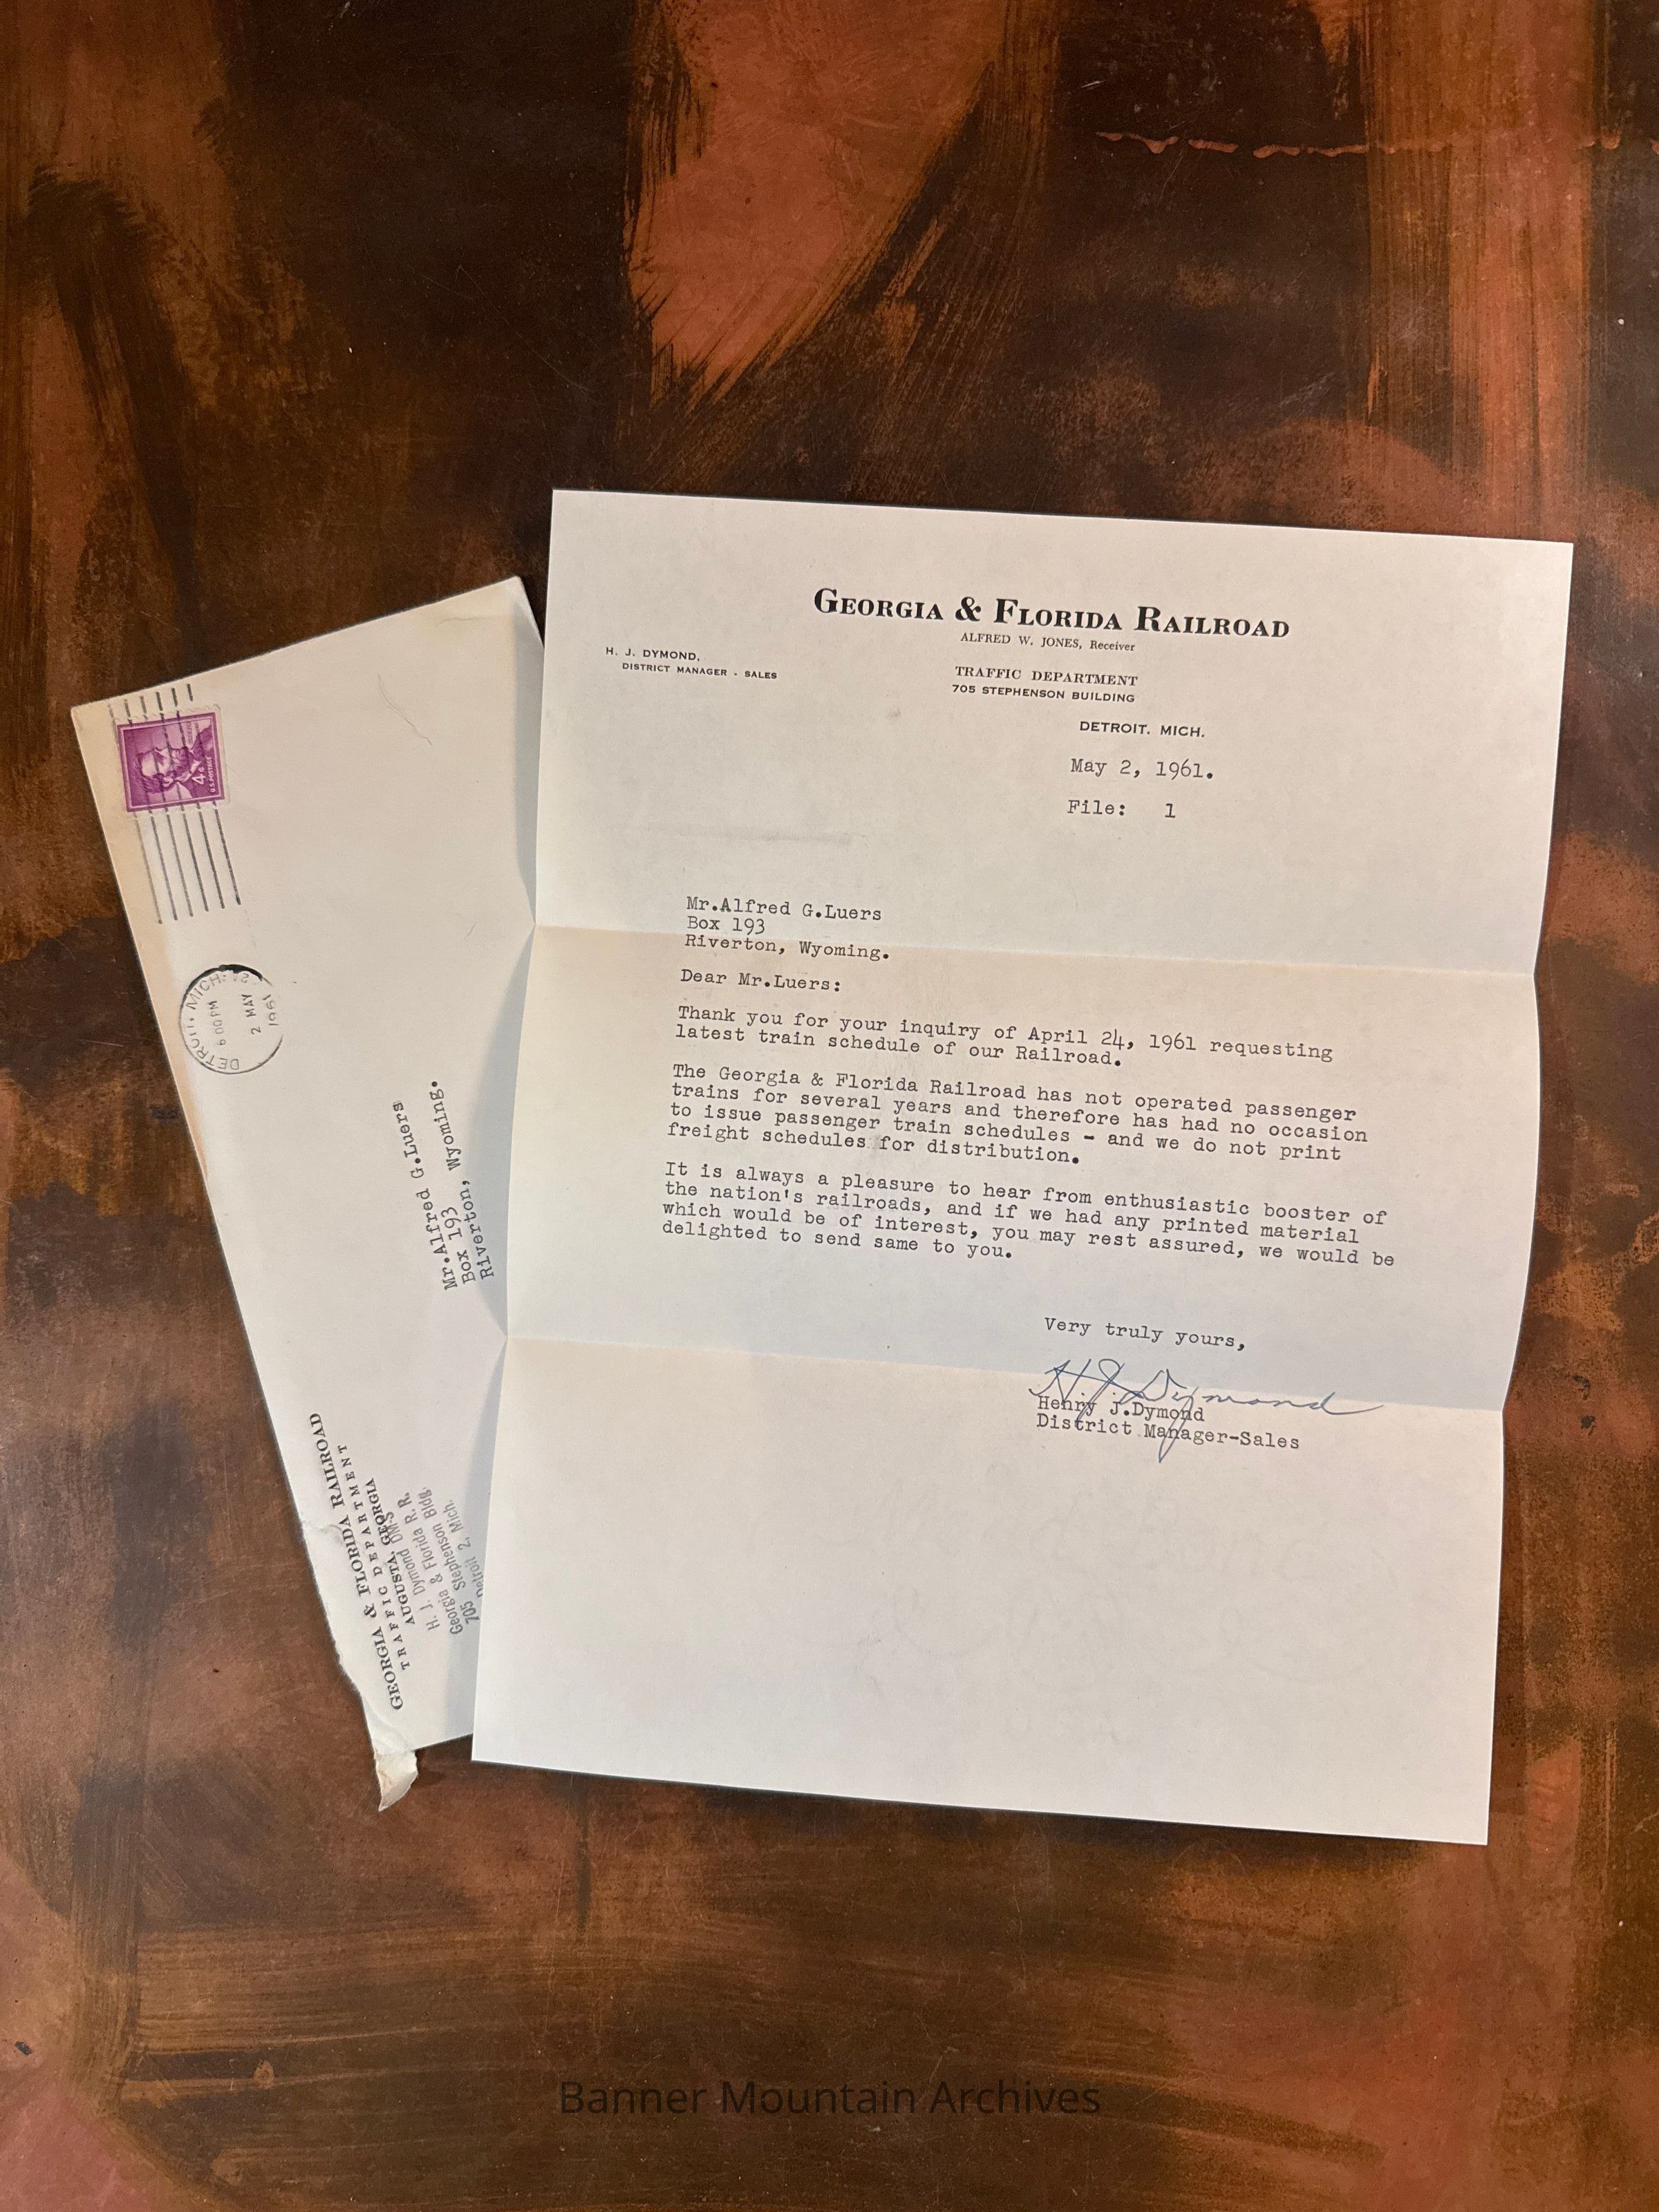 GEORGIA & FLORIDA RAILROAD
ALFRED W. JONES, Receiver
H. J. DYMOND,
DISTRICT MANAGER - SALES
TRAFFIC DEPARTMENT
705 STEPHENSON BUILDING
DETROIT. MICH.
May 2, 1961.
File: 1
Mr.Alfred G.Luers
Box 193
Riverton, Wyoming.
Dear Mr.Luers:
Thank you for your inquiry of April 24, 1961 requesting
latest train schedule of our Railroad.
The Georgia & Florida Railroad has not operated passenger
trains for several years and therefore has had no occasion
to issue passenger train schedules - and we do not print
freight schedules for distribution.
It is always a pleasure to hear from enthusiastic booster of
the nation's railroads, and if we had any printed material
which would be of interest, you may rest assured, we would be
delighted to send same to you.
Very truly yours,
H. J. Dymond
Henry J.Dymond
District Manager-Sales
GEORGIA & FLORIDA RAILROAD
TRAFFIC DEPARTMENT
AUGUSTA, GEORGIA
H. J. Dymond DMS
Georgia & Florida R. R.
705 Stephenson Bldg.
Detroit 2, Mich.
4¢
U.S. POSTAGE
DETROIT, MICH.
6 00 PM
2 MAY
1961
Mr.Alfred G.Luers
Box 193
Riverton, Wyoming.
Banner Mountain Archives